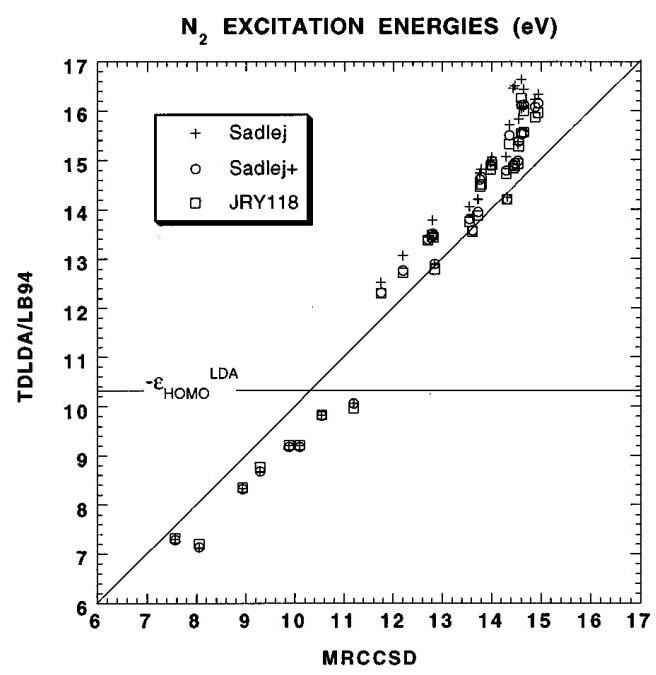 N2 EXCITATION ENERGIES (eV)
17
16
15
14
13
12
11
10
9
8
7
6
TDLDA/LB94
+ Sadlej
○ Sadlej+
□ JRY118
-εHOMO LDA
6 7 8 9 10 11 12 13 14 15 16 17
MRCCSD